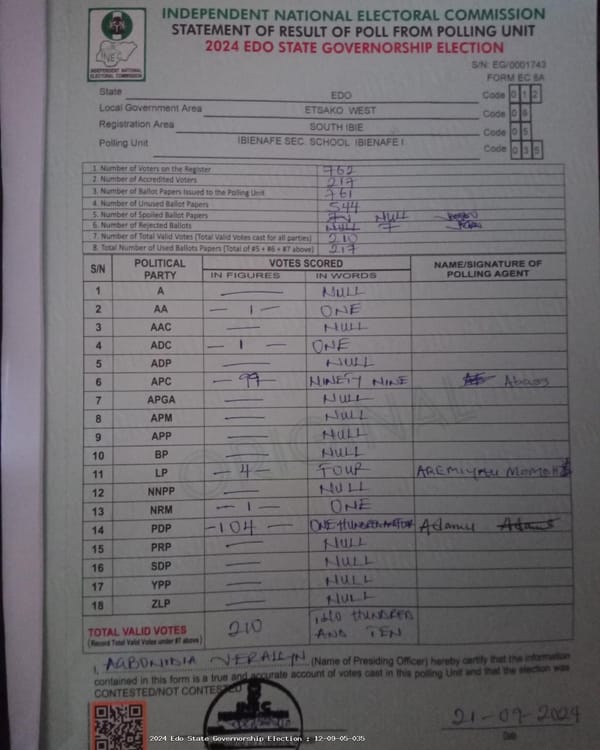 INDEPENDENT NATIONAL ELECTORAL COMMISSION
STATEMENT OF RESULT OF POLL FROM POLLING UNIT
2024 EDO STATE GOVERNORSHIP ELECTION
INEC
INDEPENDENT NATIONAL
ELECTORAL COMMISSION
S/N: EG/0001743
FORM EC 8A
State EDO Code 0 1 2
Local Government Area ETSAKO WEST Code 0 9
Registration Area SOUTH IBIE Code 0 5
Polling Unit IBIENAFE SEC. SCHOOL IBIENAFE I Code 0 3 5
1. Number of Voters on the Register 762
2. Number of Accredited Voters 217
3. Number of Ballot Papers Issued to the Polling Unit 761
4. Number of Unused Ballot Papers 544
5. Number of Spoiled Ballot Papers NULL
6. Number of Rejected Ballots 7
7. Number of Total Valid Votes (Total Valid Votes cast for all parties) 210
8. Total Number of Used Ballots Papers (Total of #5 + #6 + #7 above) 217
S/N POLITICAL PARTY VOTES SCORED NAME/SIGNATURE OF POLLING AGENT
IN FIGURES IN WORDS
1 A — NULL
2 AA — 1 — ONE
3 AAC — NULL
4 ADC — 1 — ONE
5 ADP — NULL
6 APC — 99 NINETY NINE
7 APGA — NULL
8 APM — NULL
9 APP — NULL
10 BP — NULL
11 LP — 4 — FOUR AREMIYAU MOMOH
12 NNPP — NULL
13 NRM — 1 — ONE
14 PDP — 104 — ONE HUNDRED AND FOUR Adamu
15 PRP — NULL
16 SDP — NULL
17 YPP — NULL
18 ZLP — NULL
TOTAL VALID VOTES 210 TWO HUNDRED AND TEN
(Record Total Valid Votes under #7 above)
I, AGBONIDIA VERALLYN (Name of Presiding Officer) hereby certify that the information
contained in this form is a true and accurate account of votes cast in this polling Unit and that the election was
CONTESTED/NOT CONTESTED
ORIGINAL
21-09-2024
Date
2024 Edo State Governorship Election : 12-09-05-035